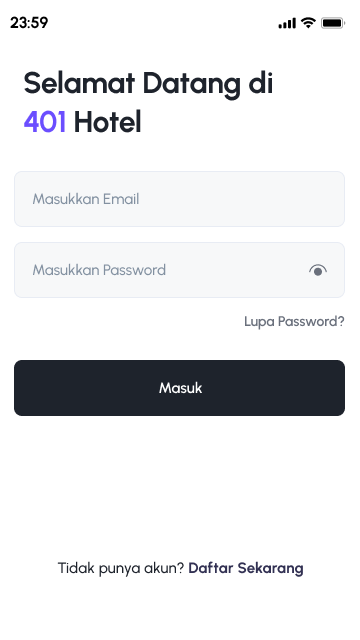 23:59
Selamat Datang di
401 Hotel
Masukkan Email
Masukkan Password
Lupa Password?
Masuk
Tidak punya akun? Daftar Sekarang